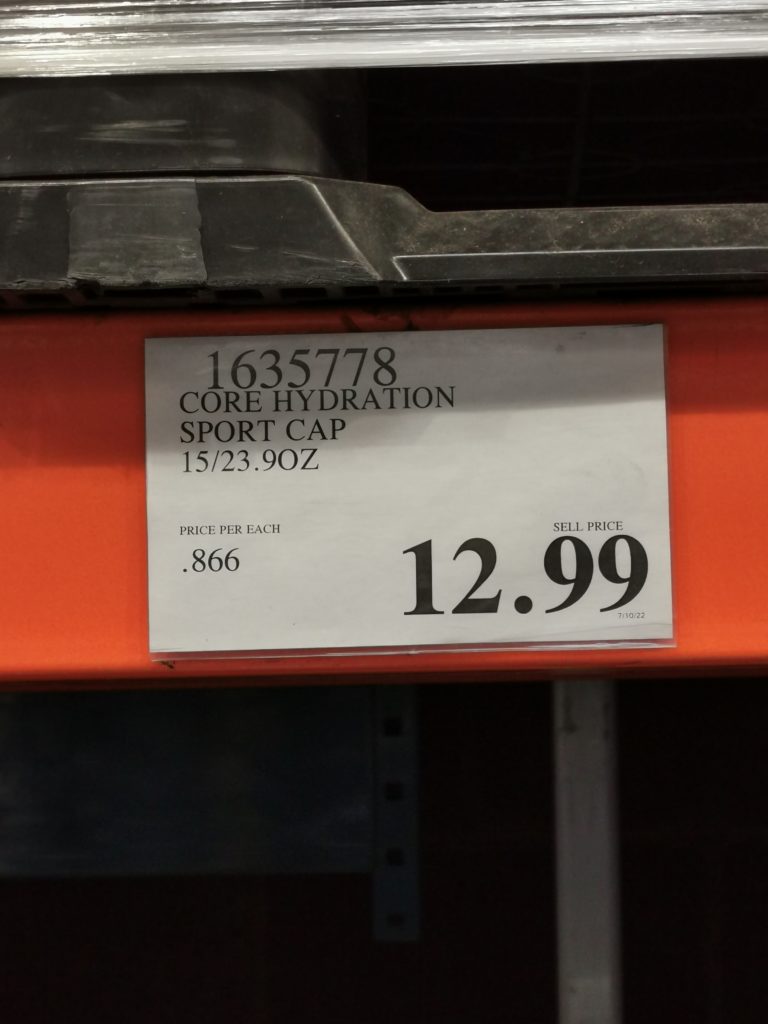 1635778
CORE HYDRATION
SPORT CAP
15/23.9OZ
PRICE PER EACH
.866
SELL PRICE
12.99
7/10/22